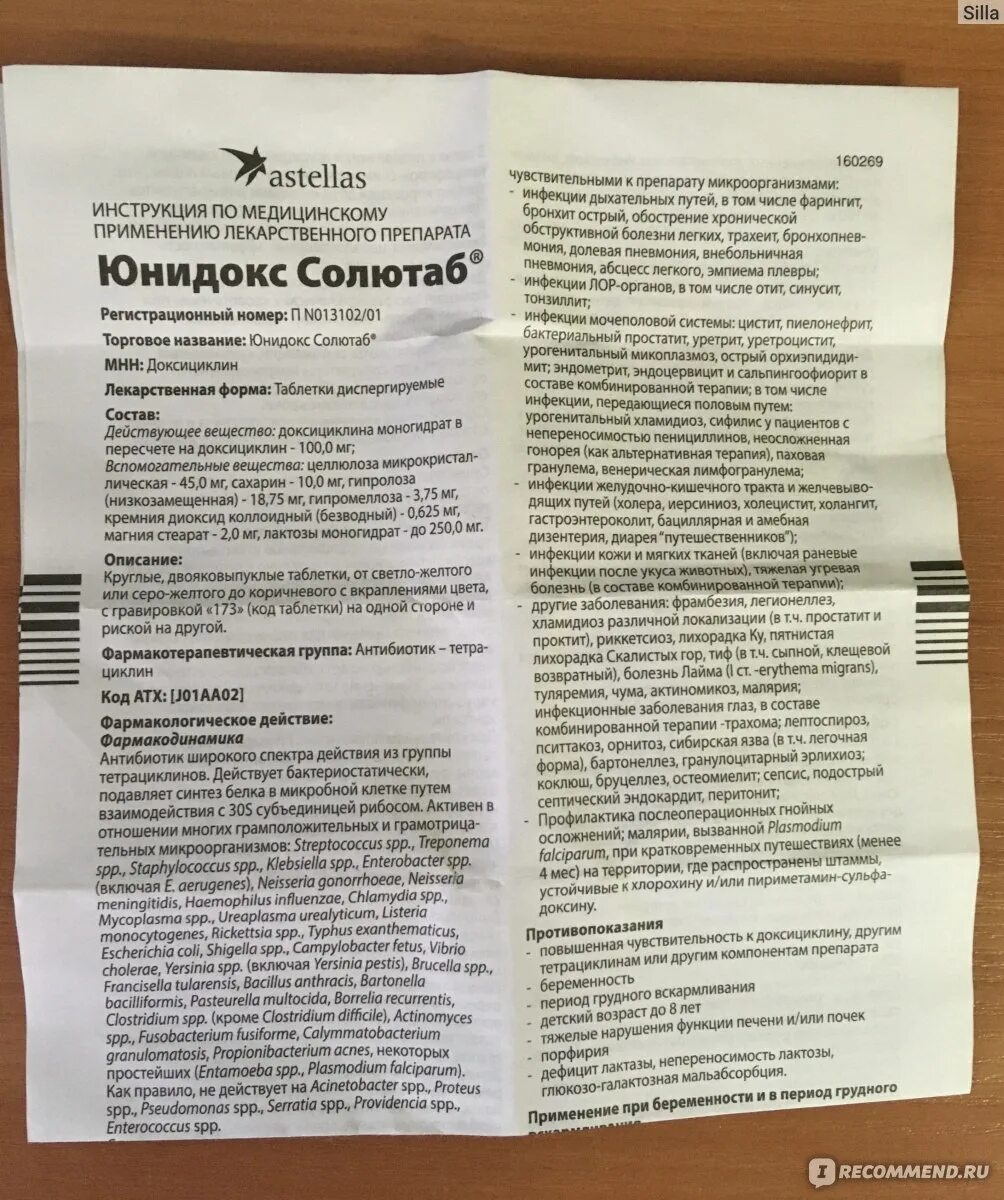 Silla
astellas
ИНСТРУКЦИЯ ПО МЕДИЦИНСКОМУ
ПРИМЕНЕНИЮ ЛЕКАРСТВЕННОГО ПРЕПАРАТА
Юнидокс Солютаб®
Регистрационный номер: П N013102/01
Торговое название: Юнидокс Солютаб®
МНН: Доксициклин
Лекарственная форма: Таблетки диспергируемые
Состав:
Действующее вещество: доксициклина моногидрат в
пересчете на доксициклин - 100,0 мг;
Вспомогательные вещества: целлюлоза микрокристал-
лическая - 45,0 мг, сахарин - 10,0 мг, гипролоза
(низкозамещенная) - 18,75 мг, гипромеллоза - 3,75 мг,
кремния диоксид коллоидный (безводный) - 0,625 мг,
магния стеарат - 2,0 мг, лактозы моногидрат - до 250,0 мг.
Описание:
Круглые, двояковыпуклые таблетки, от светло-желтого
или серо-желтого до коричневого с вкраплениями цвета,
с гравировкой «173» (код таблетки) на одной стороне и
риской на другой.
Фармакотерапевтическая группа: Антибиотик – тетра-
циклин
Код АТХ: [J01AA02]
Фармакологическое действие:
Фармакодинамика
Антибиотик широкого спектра действия из группы
тетрациклинов. Действует бактериостатически,
подавляет синтез белка в микробной клетке путем
взаимодействия с 30S субъединицей рибосом. Активен в
отношении многих грамположительных и грамотрица-
тельных микроорганизмов: Streptococcus spp., Treponema
spp., Staphylococcus spp., Klebsiella spp., Enterobacter spp.
(включая E. aerugenes), Neisseria gonorrhoeae, Neisseria
meningitidis, Haemophilus influenzae, Chlamydia spp.,
Mycoplasma spp., Ureaplasma urealyticum, Listeria
monocytogenes, Rickettsia spp., Typhus exanthematicus,
Escherichia coli, Shigella spp., Campylobacter fetus, Vibrio
cholerae, Yersinia spp. (включая Yersinia pestis), Brucella spp.,
Francisella tularensis, Bacillus anthracis, Bartonella
bacilliformis, Pasteurella multocida, Borrelia recurrentis,
Clostridium spp. (кроме Clostridium difficile), Actinomyces
spp., Fusobacterium fusiforme, Calymmatobacterium
granulomatosis, Propionibacterium acnes, некоторых
простейших (Entamoeba spp., Plasmodium falciparum).
Как правило, не действует на Acinetobacter spp., Proteus
spp., Pseudomonas spp., Serratia spp., Providencia spp.,
Enterococcus spp.
160269
чувствительными к препарату микроорганизмами:
- инфекции дыхательных путей, в том числе фарингит,
бронхит острый, обострение хронической
обструктивной болезни легких, трахеит, бронхопнев-
мония, долевая пневмония, внебольничная
пневмония, абсцесс легкого, эмпиема плевры;
- инфекции ЛОР-органов, в том числе отит, синусит,
тонзиллит;
- инфекции мочеполовой системы: цистит, пиелонефрит,
бактериальный простатит, уретрит, уретроцистит,
урогенитальный микоплазмоз, острый орхиэпидиди-
мит; эндометрит, эндоцервицит и сальпингоофорит в
составе комбинированной терапии; в том числе
инфекции, передающиеся половым путем:
урогенитальный хламидиоз, сифилис у пациентов с
непереносимостью пенициллинов, неосложненная
гонорея (как альтернативная терапия), паховая
гранулема, венерическая лимфогранулема;
- инфекции желудочно-кишечного тракта и желчевыво-
дящих путей (холера, иерсиниоз, холецистит, холангит,
гастроэнтероколит, бациллярная и амебная
дизентерия, диарея "путешественников");
- инфекции кожи и мягких тканей (включая раневые
инфекции после укуса животных), тяжелая угревая
болезнь (в составе комбинированной терапии);
- другие заболевания: фрамбезия, легионеллез,
хламидиоз различной локализации (в т.ч. простатит и
проктит), риккетсиоз, лихорадка Ку, пятнистая
лихорадка Скалистых гор, тиф (в т.ч. сыпной, клещевой
возвратный), болезнь Лайма (I ст. -erythema migrans),
туляремия, чума, актиномикоз, малярия;
инфекционные заболевания глаз, в составе
комбинированной терапии -трахома; лептоспироз,
пситтакоз, орнитоз, сибирская язва (в т.ч. легочная
форма), бартонеллез, гранулоцитарный эрлихиоз;
коклюш, бруцеллез, остеомиелит; сепсис, подострый
септический эндокардит, перитонит;
- Профилактика послеоперационных гнойных
осложнений; малярии, вызванной Plasmodium
falciparum, при кратковременных путешествиях (менее
4 мес) на территории, где распространены штаммы,
устойчивые к хлорохину и/или пириметамин-сульфа-
доксину.
Противопоказания
- повышенная чувствительность к доксициклину, другим
тетрациклинам или другим компонентам препарата
- беременность
- период грудного вскармливания
- детский возраст до 8 лет
- тяжелые нарушения функции печени и/или почек
- порфирия
- дефицит лактазы, непереносимость лактозы,
глюкозо-галактозная мальабсорбция.
Применение при беременности и в период грудного
вскармливания
RECOMMEND.RU